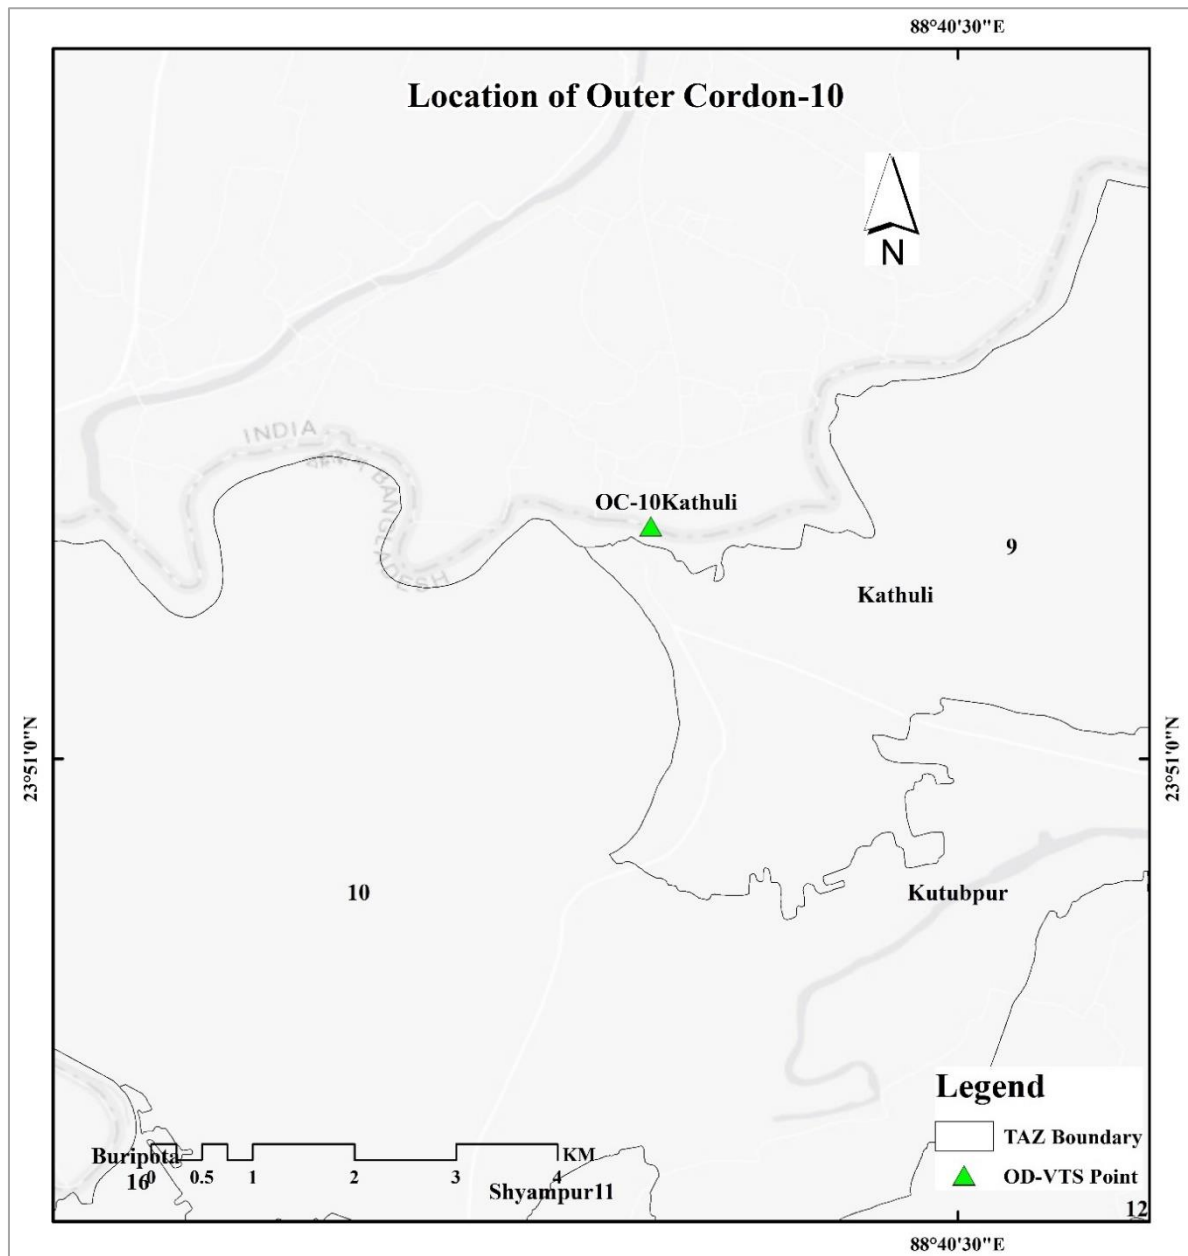 88°40'30"E
Location of Outer Cordon-10
N
INDIA
BANGLADESH
OC-10Kathuli
9
Kathuli
23°51'0"N
23°51'0"N
10
Kutubpur
Legend
TAZ Boundary
OD-VTS Point
Buripota
16
0 0.5 1 2 3 4
KM
Shyampur11
12
88°40'30"E